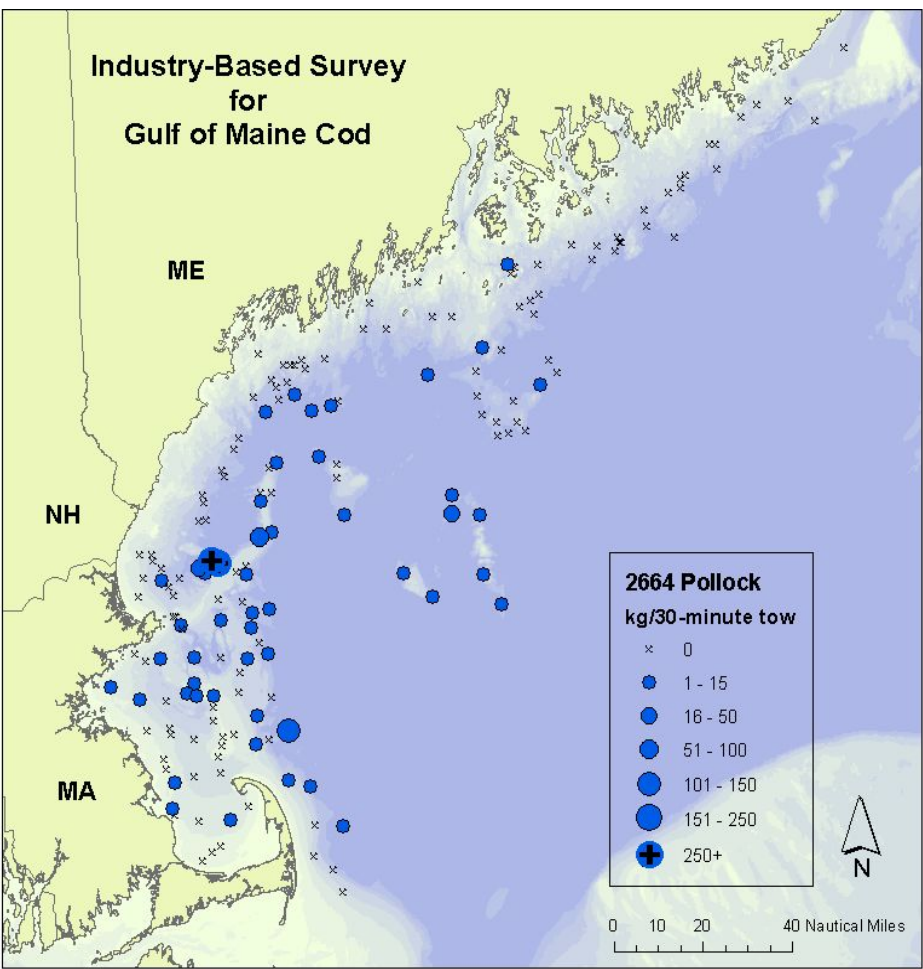 Industry-Based Survey
for
Gulf of Maine Cod
ME
NH
MA
2664 Pollock
kg/30-minute tow
0
1 - 15
16 - 50
51 - 100
101 - 150
151 - 250
250+
N
0 10 20 40 Nautical Miles